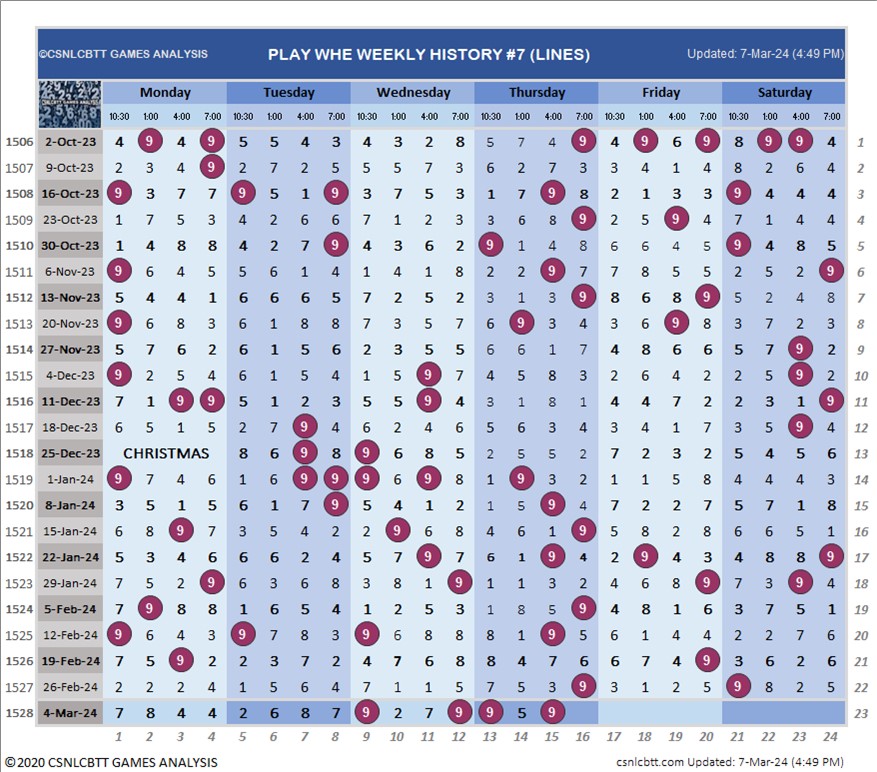 ©CSNLCBTT GAMES ANALYSIS PLAY WHE WEEKLY HISTORY #7 (LINES) Updated: 7-Mar-24 (4:49 PM)
CSNLCBTT GAMES ANALYSIS Monday Tuesday Wednesday Thursday Friday Saturday
10:30 1:00 4:00 7:00 10:30 1:00 4:00 7:00 10:30 1:00 4:00 7:00 10:30 1:00 4:00 7:00 10:30 1:00 4:00 7:00 10:30 1:00 4:00 7:00
1506 2-Oct-23 4 9 4 9 5 5 4 3 4 3 2 8 5 7 4 9 4 9 6 9 8 9 9 4 1
1507 9-Oct-23 2 3 4 9 2 7 2 5 5 5 7 3 6 2 7 3 3 4 1 4 8 2 6 4 2
1508 16-Oct-23 9 3 7 7 9 5 1 9 3 7 5 3 1 7 9 8 2 1 3 3 9 4 4 4 3
1509 23-Oct-23 1 7 5 3 4 2 6 6 7 1 2 3 3 6 8 9 2 5 9 4 7 1 4 4 4
1510 30-Oct-23 1 4 8 8 4 2 7 9 4 3 6 2 9 1 4 8 6 6 4 5 9 4 8 5 5
1511 6-Nov-23 9 6 4 5 5 6 1 4 1 4 1 8 2 2 9 7 7 8 5 5 2 5 2 9 6
1512 13-Nov-23 5 4 4 1 6 6 6 5 7 2 5 2 3 1 3 9 8 6 8 9 5 2 4 8 7
1513 20-Nov-23 9 6 8 3 6 1 8 8 7 3 5 7 6 9 3 4 3 6 9 8 3 7 2 3 8
1514 27-Nov-23 5 7 6 2 6 1 5 6 2 3 5 5 6 6 1 7 4 8 6 6 5 7 9 2 9
1515 4-Dec-23 9 2 5 4 6 1 5 4 1 5 9 7 4 5 8 3 2 6 4 2 2 5 9 2 10
1516 11-Dec-23 7 1 9 9 5 1 2 3 5 5 9 4 3 1 8 1 4 4 7 2 2 3 1 9 11
1517 18-Dec-23 6 5 1 5 2 7 9 4 6 2 4 6 5 6 3 4 3 4 1 7 5 3 9 4 12
1518 25-Dec-23 CHRISTMAS 8 6 9 8 9 6 8 5 2 5 5 2 7 2 3 2 5 4 5 6 13
1519 1-Jan-24 9 7 4 6 1 6 9 9 9 6 9 8 1 9 3 2 1 1 5 8 4 4 4 3 14
1520 8-Jan-24 3 5 1 5 6 1 7 9 5 4 1 2 1 5 9 4 7 2 2 7 5 7 1 8 15
1521 15-Jan-24 6 8 9 7 3 5 4 2 2 9 6 8 4 6 1 9 5 8 2 8 6 6 5 1 16
1522 22-Jan-24 5 3 4 6 6 6 2 4 5 7 9 7 6 1 9 4 2 9 4 3 4 8 8 9 17
1523 29-Jan-24 7 5 2 9 6 3 6 8 3 8 1 9 1 1 3 2 4 6 8 9 7 3 9 4 18
1524 5-Feb-24 7 9 8 8 1 6 5 4 1 2 5 3 1 8 5 9 4 8 1 6 3 7 5 1 19
1525 12-Feb-24 9 6 4 3 9 7 8 3 9 6 8 8 8 1 9 5 6 1 4 4 2 2 7 6 20
1526 19-Feb-24 7 5 9 2 2 3 7 2 4 7 6 8 8 4 7 6 6 7 4 9 3 6 2 6 21
1527 26-Feb-24 2 2 2 4 1 5 6 4 7 1 1 5 7 5 3 9 3 1 2 5 9 8 2 5 22
1528 4-Mar-24 7 8 4 4 2 6 8 7 9 2 7 9 9 5 9 23
1 2 3 4 5 6 7 8 9 10 11 12 13 14 15 16 17 18 19 20 21 22 23 24
©2020 CSNLCBTT GAMES ANALYSIS csnlcbtt.com Updated: 7-Mar-24 (4:49 PM)